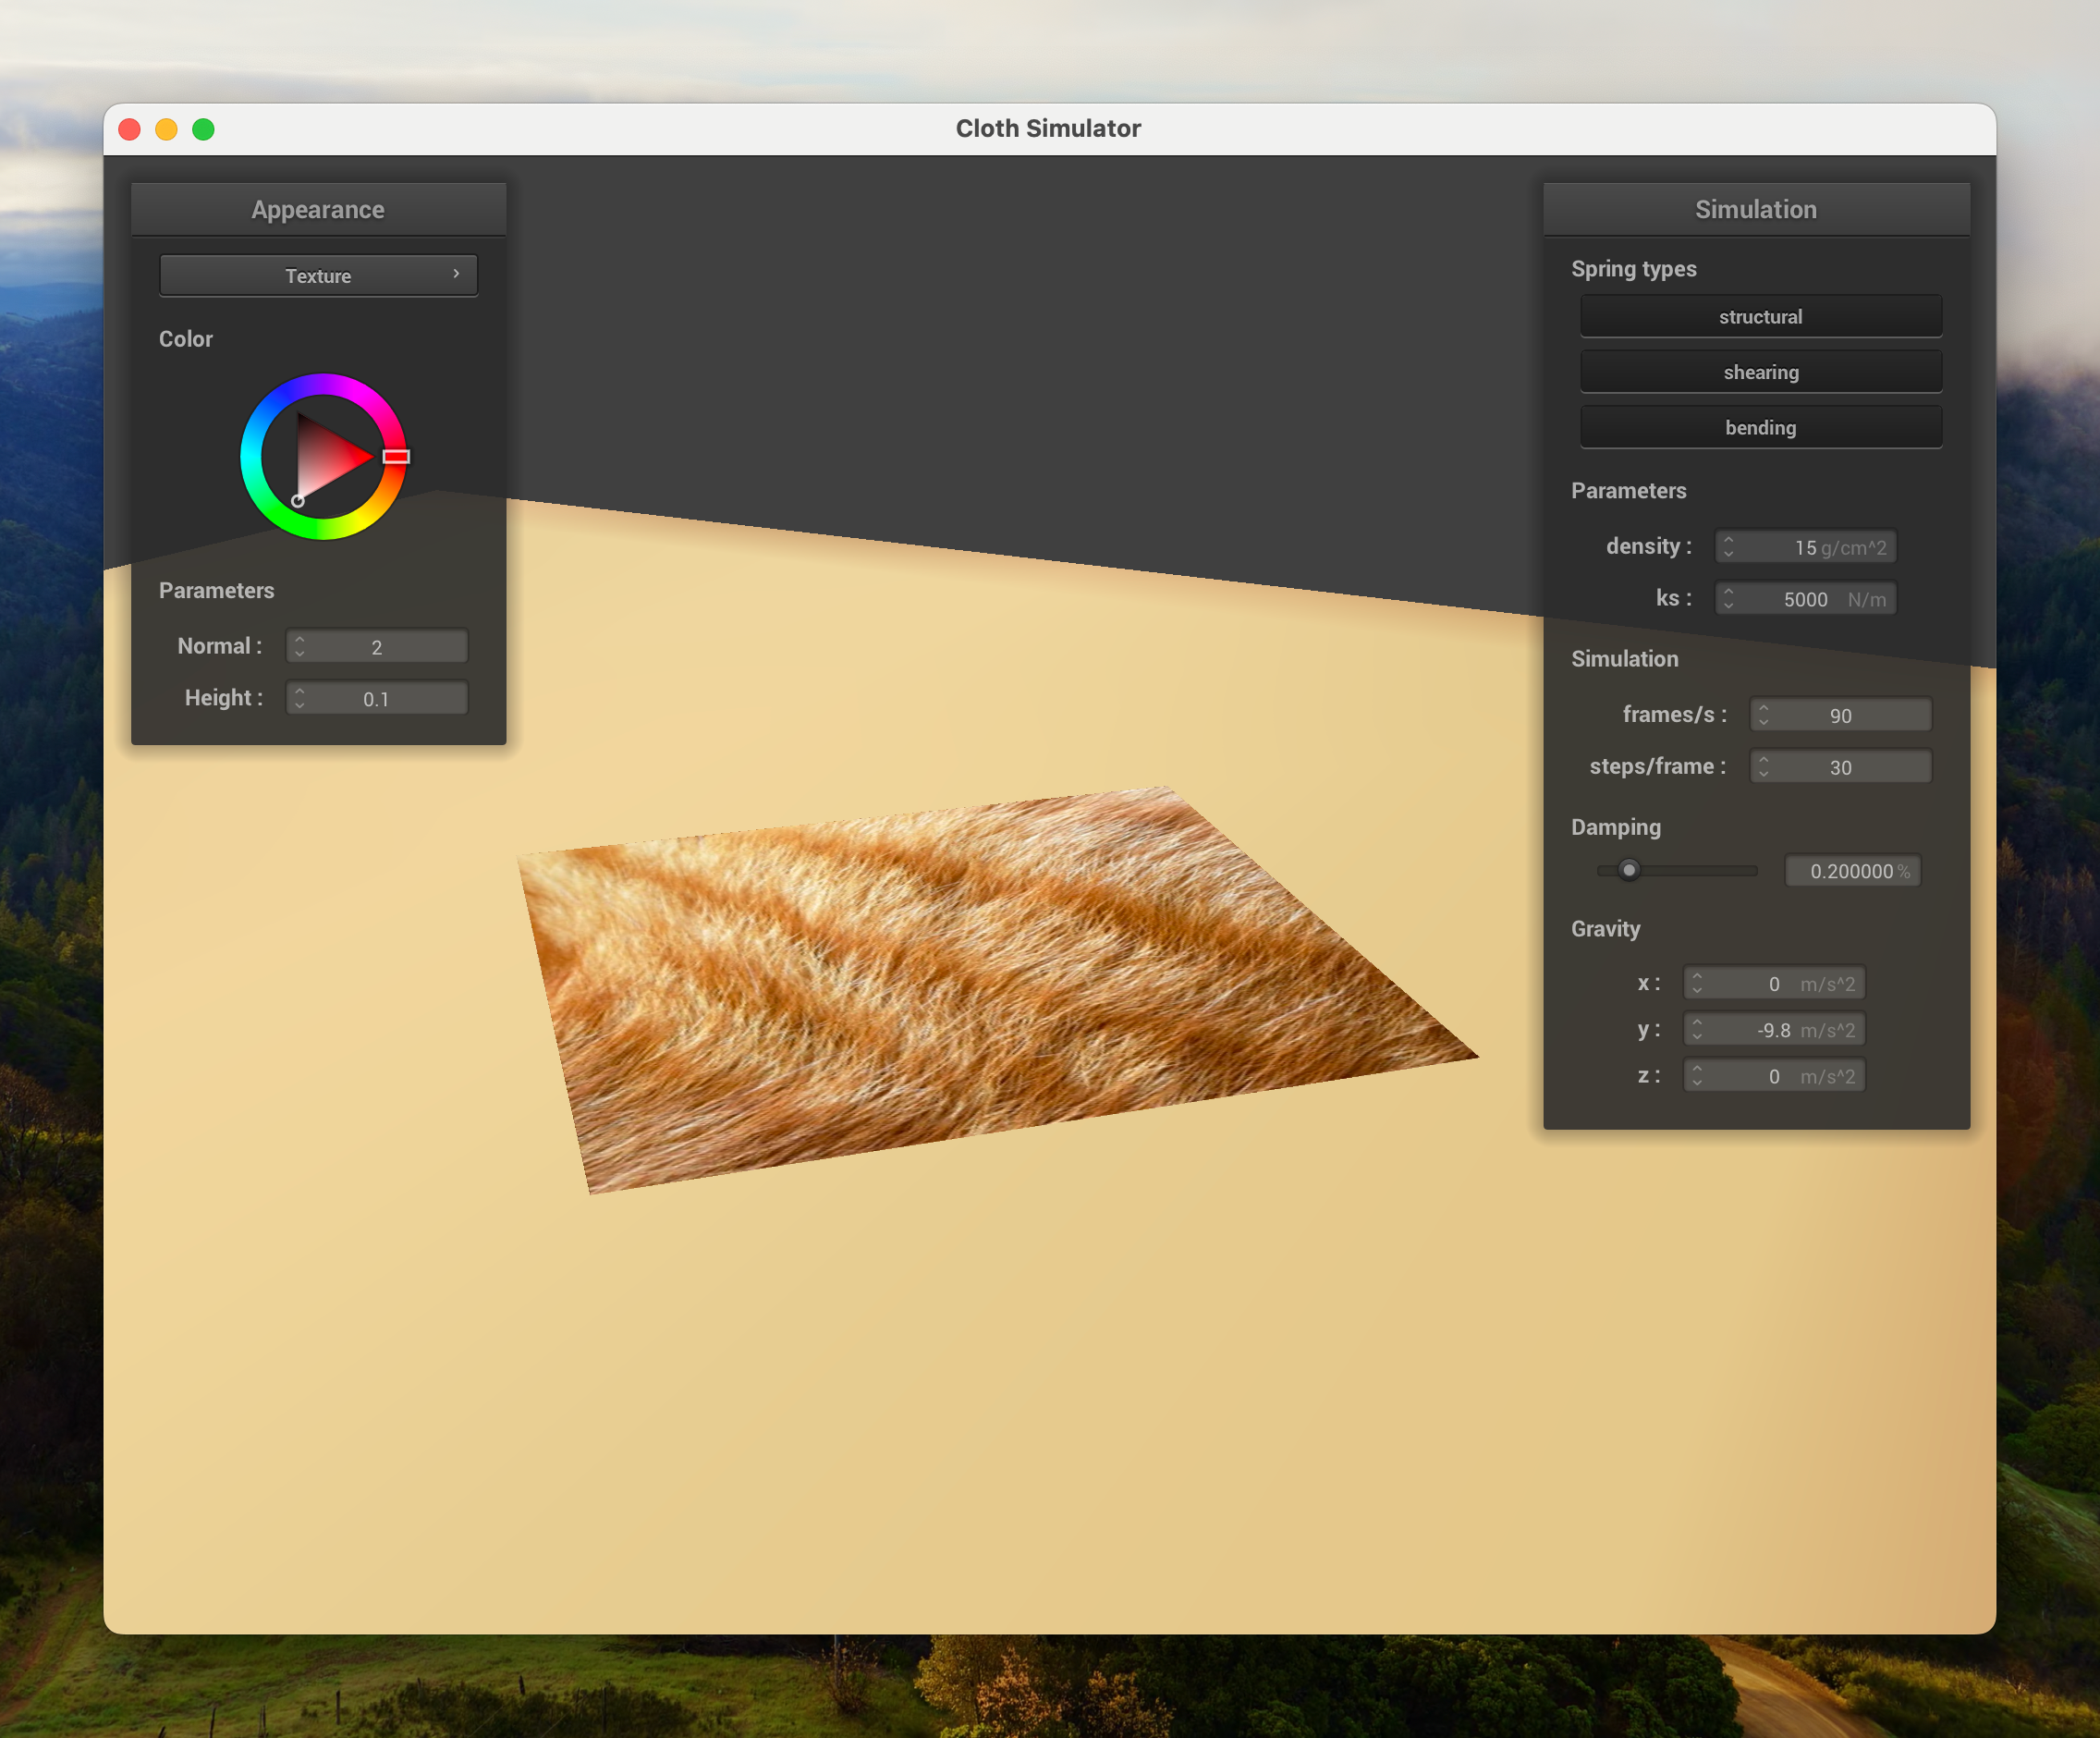 Cloth Simulator
Appearance
Texture
Color
Parameters
Normal : 2
Height : 0.1
Simulation
Spring types
structural
shearing
bending
Parameters
density : 15 g/cm^2
ks : 5000 N/m
Simulation
frames/s : 90
steps/frame : 30
Damping
0.200000 %
Gravity
x : 0 m/s^2
y : -9.8 m/s^2
z : 0 m/s^2